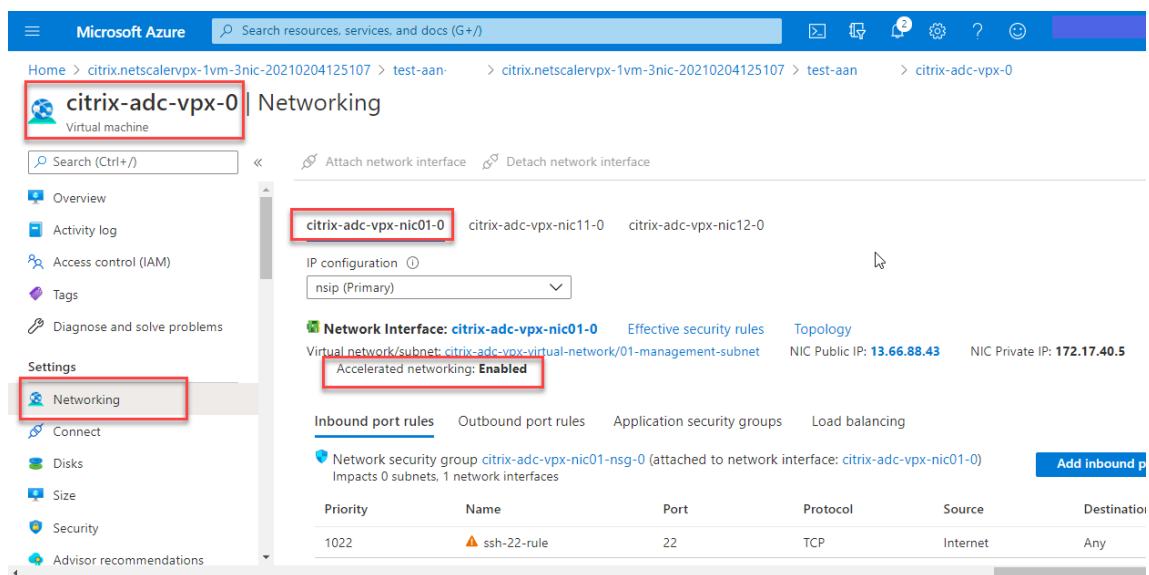 Microsoft Azure
Search resources, services, and docs (G+/)
2
Home > citrix.netscalervpx-1vm-3nic-20210204125107 > test-aan > citrix.netscalervpx-1vm-3nic-20210204125107 > test-aan > citrix-adc-vpx-0
citrix-adc-vpx-0 | Networking
Virtual machine
Search (Ctrl+/)
«
Attach network interface
Detach network interface
Overview
Activity log
Access control (IAM)
Tags
Diagnose and solve problems
Settings
Networking
Connect
Disks
Size
Security
Advisor recommendations
citrix-adc-vpx-nic01-0 citrix-adc-vpx-nic11-0 citrix-adc-vpx-nic12-0
IP configuration
nsip (Primary)
Network Interface: citrix-adc-vpx-nic01-0 Effective security rules Topology
Virtual network/subnet: citrix-adc-vpx-virtual-network/01-management-subnet NIC Public IP: 13.66.88.43 NIC Private IP: 172.17.40.5
Accelerated networking: Enabled
Inbound port rules Outbound port rules Application security groups Load balancing
Network security group citrix-adc-vpx-nic01-nsg-0 (attached to network interface: citrix-adc-vpx-nic01-0)
Impacts 0 subnets, 1 network interfaces
Add inbound p
Priority Name Port Protocol Source Destination
1022 ssh-22-rule 22 TCP Internet Any